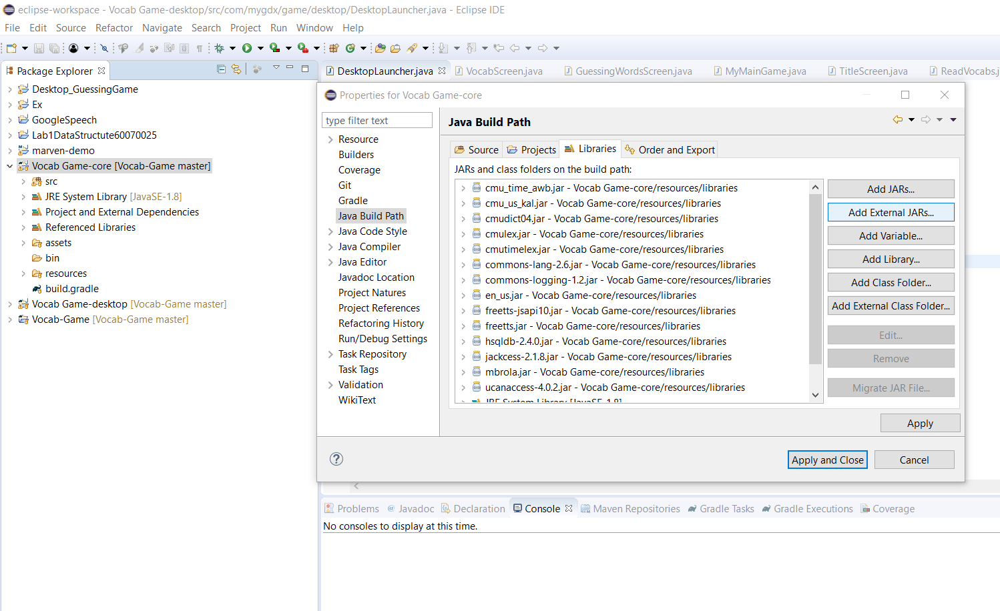 eclipse-workspace - Vocab Game-desktop/src/com/mygdx/game/desktop/DesktopLauncher.java - Eclipse IDE
File Edit Source Refactor Navigate Search Project Run Window Help
Package Explorer
DesktopLauncher.java VocabScreen.java GuessingWordsScreen.java MyMainGame.java TitleScreen.java ReadVocabs.j
Desktop_GuessingGame
Ex
GoogleSpeech
Lab1DataStructute60070025
marven-demo
Vocab Game-core [Vocab-Game master]
src
JRE System Library [JavaSE-1.8]
Project and External Dependencies
Referenced Libraries
assets
bin
resources
build.gradle
Vocab Game-desktop [Vocab-Game master]
Vocab-Game [Vocab-Game master]
Properties for Vocab Game-core
type filter text
Resource
Builders
Coverage
Git
Gradle
Java Build Path
Java Code Style
Java Compiler
Java Editor
Javadoc Location
Project Natures
Project References
Refactoring History
Run/Debug Settings
Task Repository
Task Tags
Validation
WikiText
Java Build Path
Source Projects Libraries Order and Export
JARs and class folders on the build path:
cmu_time_awb.jar - Vocab Game-core/resources/libraries
cmu_us_kal.jar - Vocab Game-core/resources/libraries
cmudict04.jar - Vocab Game-core/resources/libraries
cmulex.jar - Vocab Game-core/resources/libraries
cmutimelex.jar - Vocab Game-core/resources/libraries
commons-lang-2.6.jar - Vocab Game-core/resources/libraries
commons-logging-1.2.jar - Vocab Game-core/resources/libraries
en_us.jar - Vocab Game-core/resources/libraries
freetts-jsapi10.jar - Vocab Game-core/resources/libraries
freetts.jar - Vocab Game-core/resources/libraries
hsqldb-2.4.0.jar - Vocab Game-core/resources/libraries
jackcess-2.1.8.jar - Vocab Game-core/resources/libraries
mbrola.jar - Vocab Game-core/resources/libraries
ucanaccess-4.0.2.jar - Vocab Game-core/resources/libraries
JRE System Library [JavaSE-1.8]
Add JARs...
Add External JARs...
Add Variable...
Add Library...
Add Class Folder...
Add External Class Folder...
Edit...
Remove
Migrate JAR File...
Apply
Apply and Close Cancel
Problems Javadoc Declaration Console Maven Repositories Gradle Tasks Gradle Executions Coverage
No consoles to display at this time.